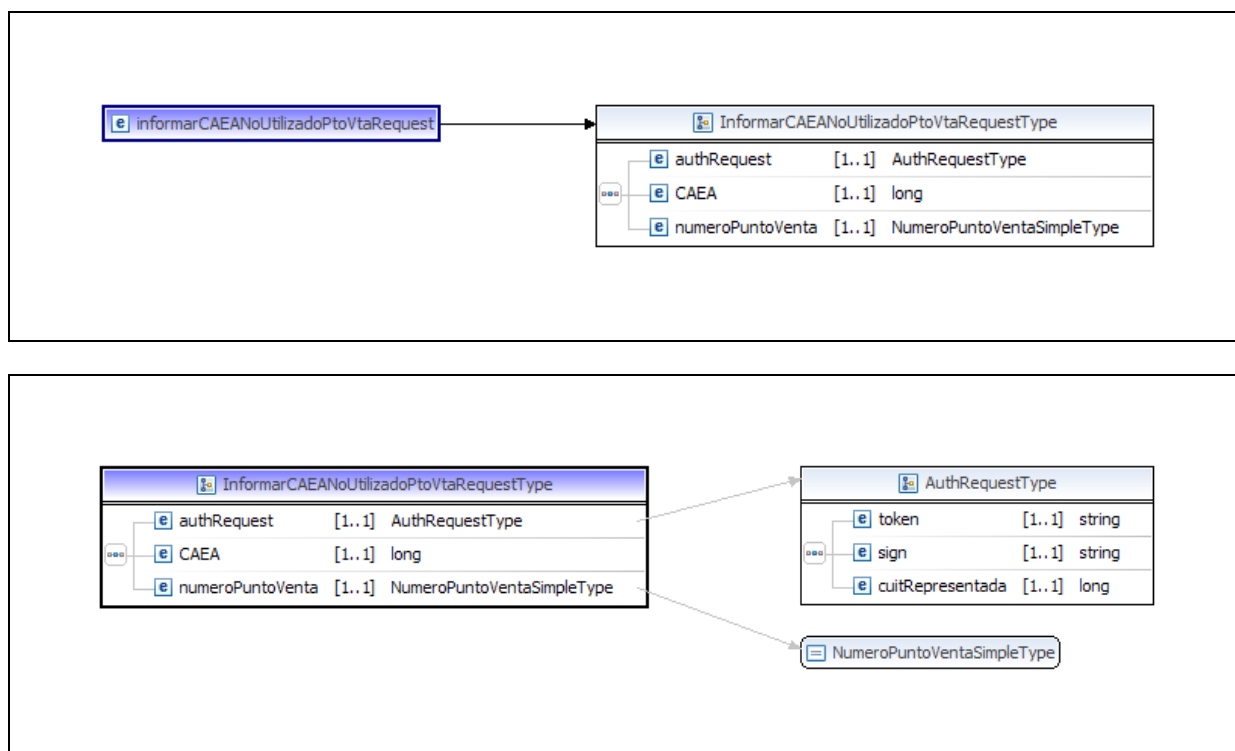 informarCAEANoUtilizadoPtoVtaRequest
InformarCAEANoUtilizadoPtoVtaRequestType
authRequest [1..1] AuthRequestType
CAEA [1..1] long
numeroPuntoVenta [1..1] NumeroPuntoVentaSimpleType
InformarCAEANoUtilizadoPtoVtaRequestType
authRequest [1..1] AuthRequestType
CAEA [1..1] long
numeroPuntoVenta [1..1] NumeroPuntoVentaSimpleType
AuthRequestType
token [1..1] string
sign [1..1] string
cuitRepresentada [1..1] long
NumeroPuntoVentaSimpleType